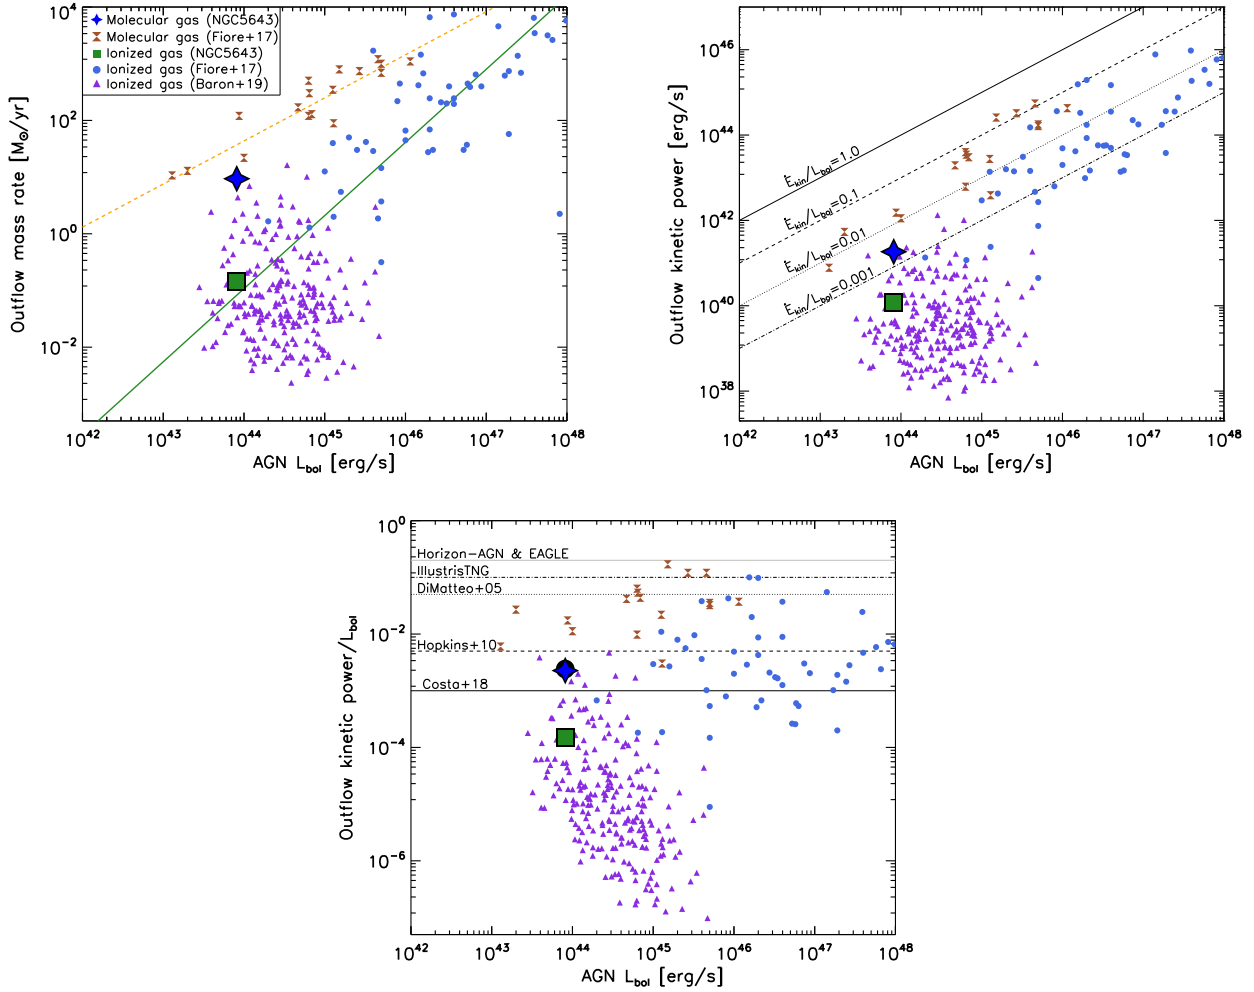 Molecular gas (NGC5643)
Molecular gas (Fiore+17)
Ionized gas (NGC5643)
Ionized gas (Fiore+17)
Ionized gas (Baron+19)
10⁴
10²
10⁰
10⁻²
Outflow mass rate [M☉/yr]
10⁴² 10⁴³ 10⁴⁴ 10⁴⁵ 10⁴⁶ 10⁴⁷ 10⁴⁸
AGN L_bol [erg/s]
10⁴⁶
10⁴⁴
10⁴²
10⁴⁰
10³⁸
Outflow kinetic power [erg/s]
Ė_kin/L_bol=1.0
Ė_kin/L_bol=0.1
Ė_kin/L_bol=0.01
Ė_kin/L_bol=0.001
10⁴² 10⁴³ 10⁴⁴ 10⁴⁵ 10⁴⁶ 10⁴⁷ 10⁴⁸
AGN L_bol [erg/s]
10⁰
10⁻²
10⁻⁴
10⁻⁶
Outflow kinetic power/L_bol
Horizon-AGN & EAGLE
IllustrisTNG
DiMatteo+05
Hopkins+10
Costa+18
10⁴² 10⁴³ 10⁴⁴ 10⁴⁵ 10⁴⁶ 10⁴⁷ 10⁴⁸
AGN L_bol [erg/s]